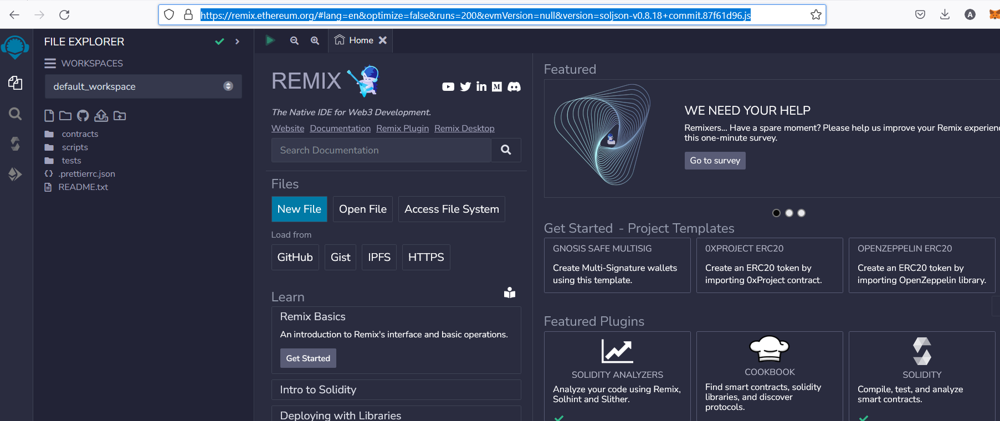 https://remix.ethereum.org/#lang=en&optimize=false&runs=200&evmVersion=null&version=soljson-v0.8.18+commit.87f61d96.js
A
FILE EXPLORER
WORKSPACES
default_workspace
contracts
scripts
tests
.prettierrc.json
README.txt
Home
REMIX
The Native IDE for Web3 Development.
Website Documentation Remix Plugin Remix Desktop
Search Documentation
Files
New File Open File Access File System
Load from
GitHub Gist IPFS HTTPS
Learn
Remix Basics
An introduction to Remix's interface and basic operations.
Get Started
Intro to Solidity
Deploying with Libraries
Featured
WE NEED YOUR HELP
Remixers... Have a spare moment? Please help us improve your Remix
this one-minute survey.
Go to survey
Get Started - Project Templates
GNOSIS SAFE MULTISIG
Create Multi-Signature wallets
using this template.
0XPROJECT ERC20
Create an ERC20 token by
importing 0xProject contract.
OPENZEPPELIN ERC20
Create an ERC20 token by
importing OpenZeppelin library.
Featured Plugins
SOLIDITY ANALYZERS
Analyze your code using Remix,
Solhint and Slither.
COOKBOOK
Find smart contracts, solidity
libraries, and discover
protocols.
SOLIDITY
Compile, test, and analyze
smart contracts.